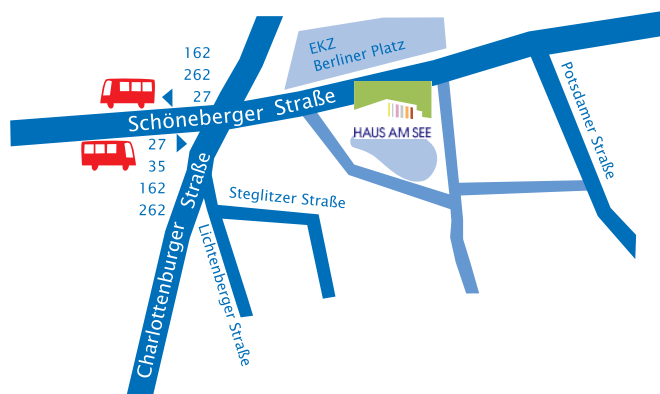 162
262
27
EKZ
Berliner Platz
Schöneberger Straße
HAUS AM SEE
Potsdamer Straße
27
35
162
262
Steglitzer Straße
Charlottenburger Straße
Lichtenberger Straße